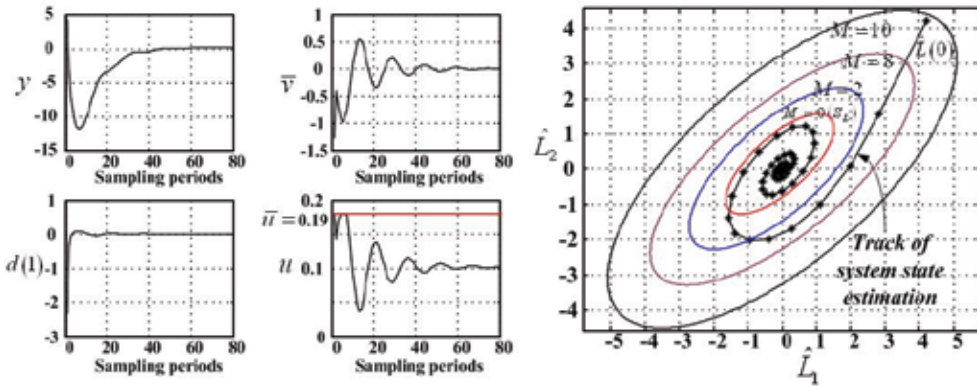 5
0
-5
-10
-15
y
0 20 40 60 80
Sampling periods
1
0.5
0
-0.5
-1
-1.5
v̅
0 20 40 60 80
Sampling periods
1
0
-1
-2
-3
d(1)
0 20 40 60 80
Sampling periods
0.2
u̅ = 0.19
0.1
0
u
0 20 40 60 80
Sampling periods
4
3
2
1
0
-1
-2
-3
-4
L̂2
M = 10
L(0)
M = 8
M = 2
Track of
system state
estimation
-5 -4 -3 -2 -1 0 1 2 3 4 5
L̂1